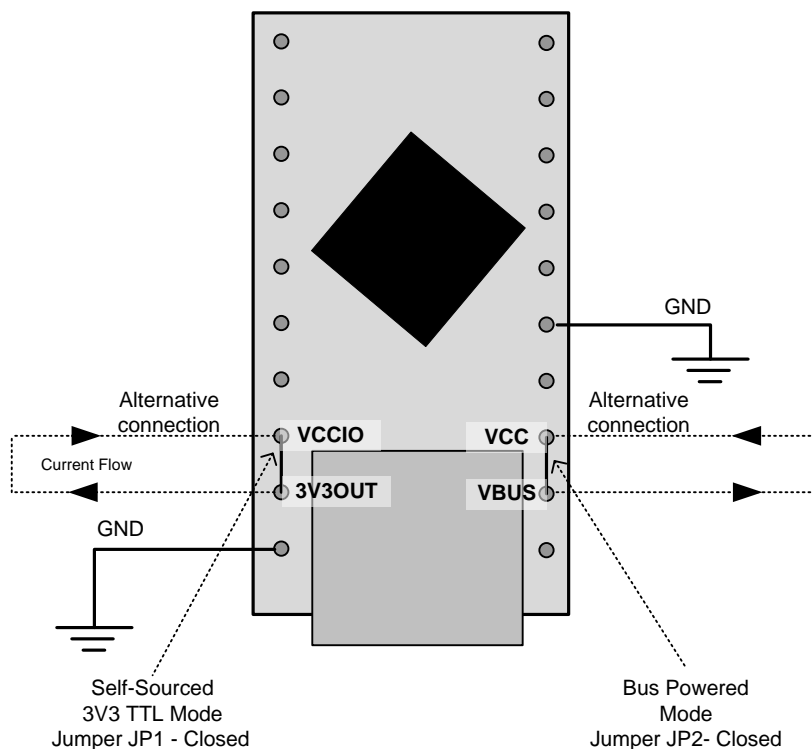 GND
Alternative
connection
VCCIO
VCC
Alternative
connection
Current Flow
3V3OUT
VBUS
GND
Self-Sourced
3V3 TTL Mode
Jumper JP1 - Closed
Bus Powered
Mode
Jumper JP2- Closed